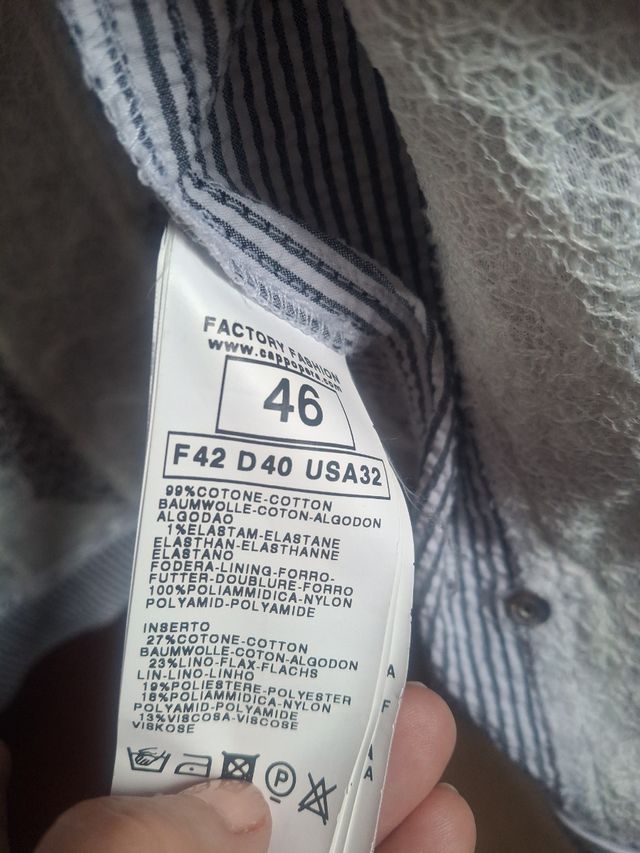 FACTORY FASHION
www.cappopera.com
46
F42 D40 USA32
99%COTONE-COTTON
BAUMWOLLE-COTON-ALGODON
ALGODAO
1%ELASTAM-ELASTANE
ELASTHAN-ELASTHANNE
ELASTANO
FODERA-LINING-FORRO-
FUTTER-DOUBLURE-FORRO
100%POLIAMMIDICA-NYLON
POLYAMID-POLYAMIDE
INSERTO
27%COTONE-COTTON
BAUMWOLLE-COTON-ALGODON
23%LINO-FLAX-FLACHS
LIN-LINO-LINHO
19%POLIESTERE-POLYESTER
18%POLIAMMIDICA-NYLON
POLYAMID-POLYAMIDE
13%VISCOSA-VISCOSE
VISKOSE
P
A
F
A
A